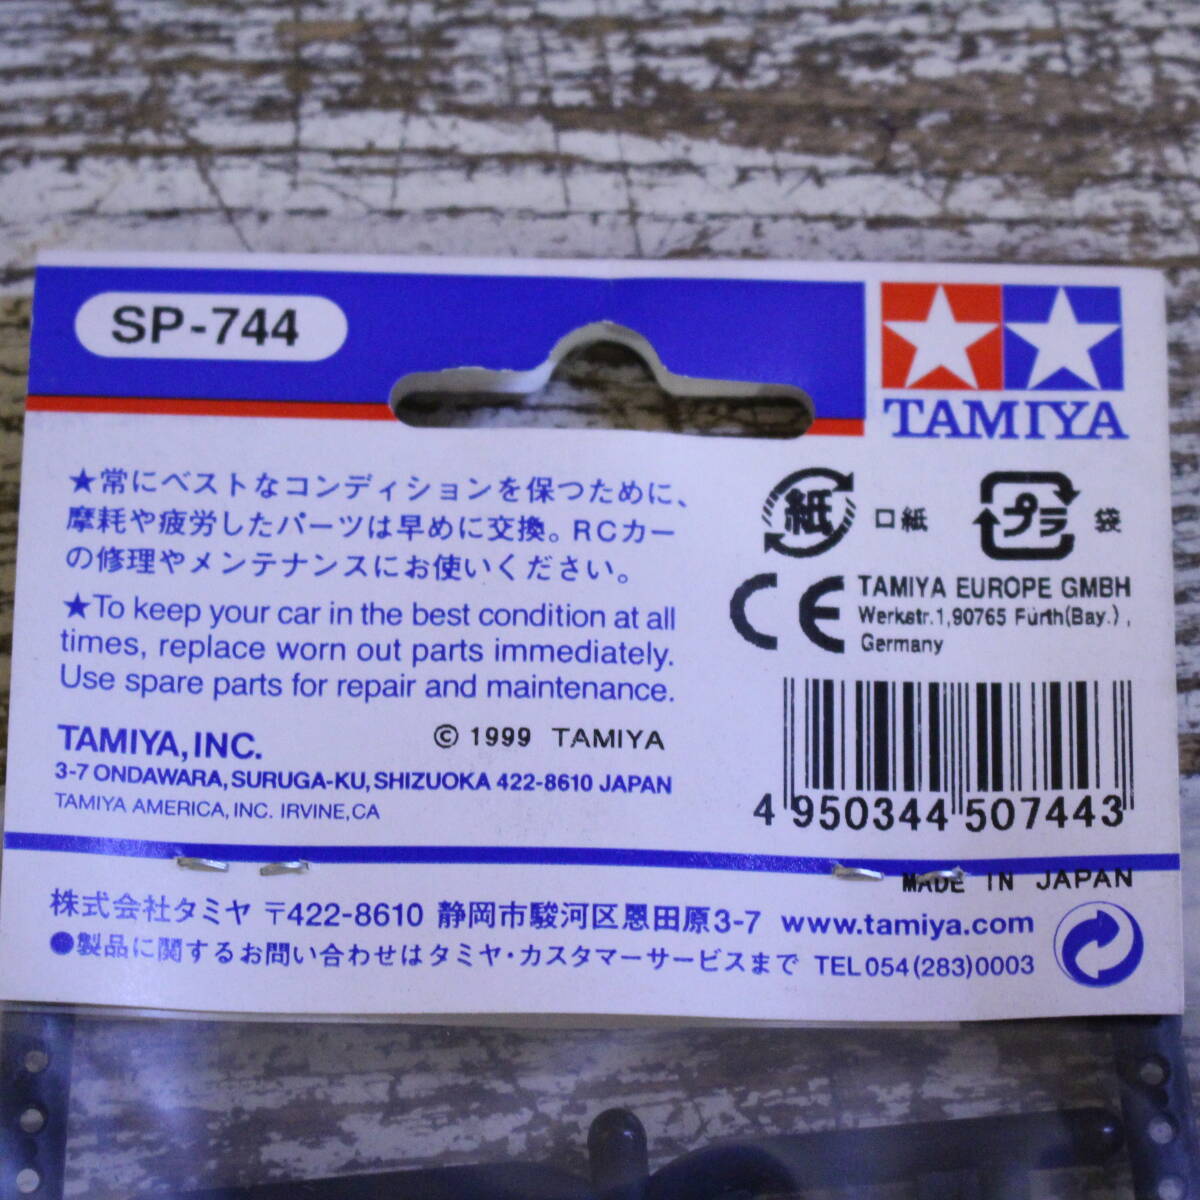 SP-744
TAMIYA
★常にベストなコンディションを保つために、
摩耗や疲労したパーツは早めに交換。RCカー
の修理やメンテナンスにお使いください。
★To keep your car in the best condition at all
times, replace worn out parts immediately.
Use spare parts for repair and maintenance.
TAMIYA, INC.
© 1999 TAMIYA
3-7 ONDAWARA, SURUGA-KU, SHIZUOKA 422-8610 JAPAN
TAMIYA AMERICA, INC. IRVINE, CA
紙 口紙
プラ 袋
CE
TAMIYA EUROPE GMBH
Werkstr.1,90765 Fürth(Bay.),
Germany
4 950344 507443
MADE IN JAPAN
株式会社タミヤ 〒422-8610 静岡市駿河区恩田原3-7 www.tamiya.com
●製品に関するお問い合わせはタミヤ・カスタマーサービスまで TEL 054(283)0003